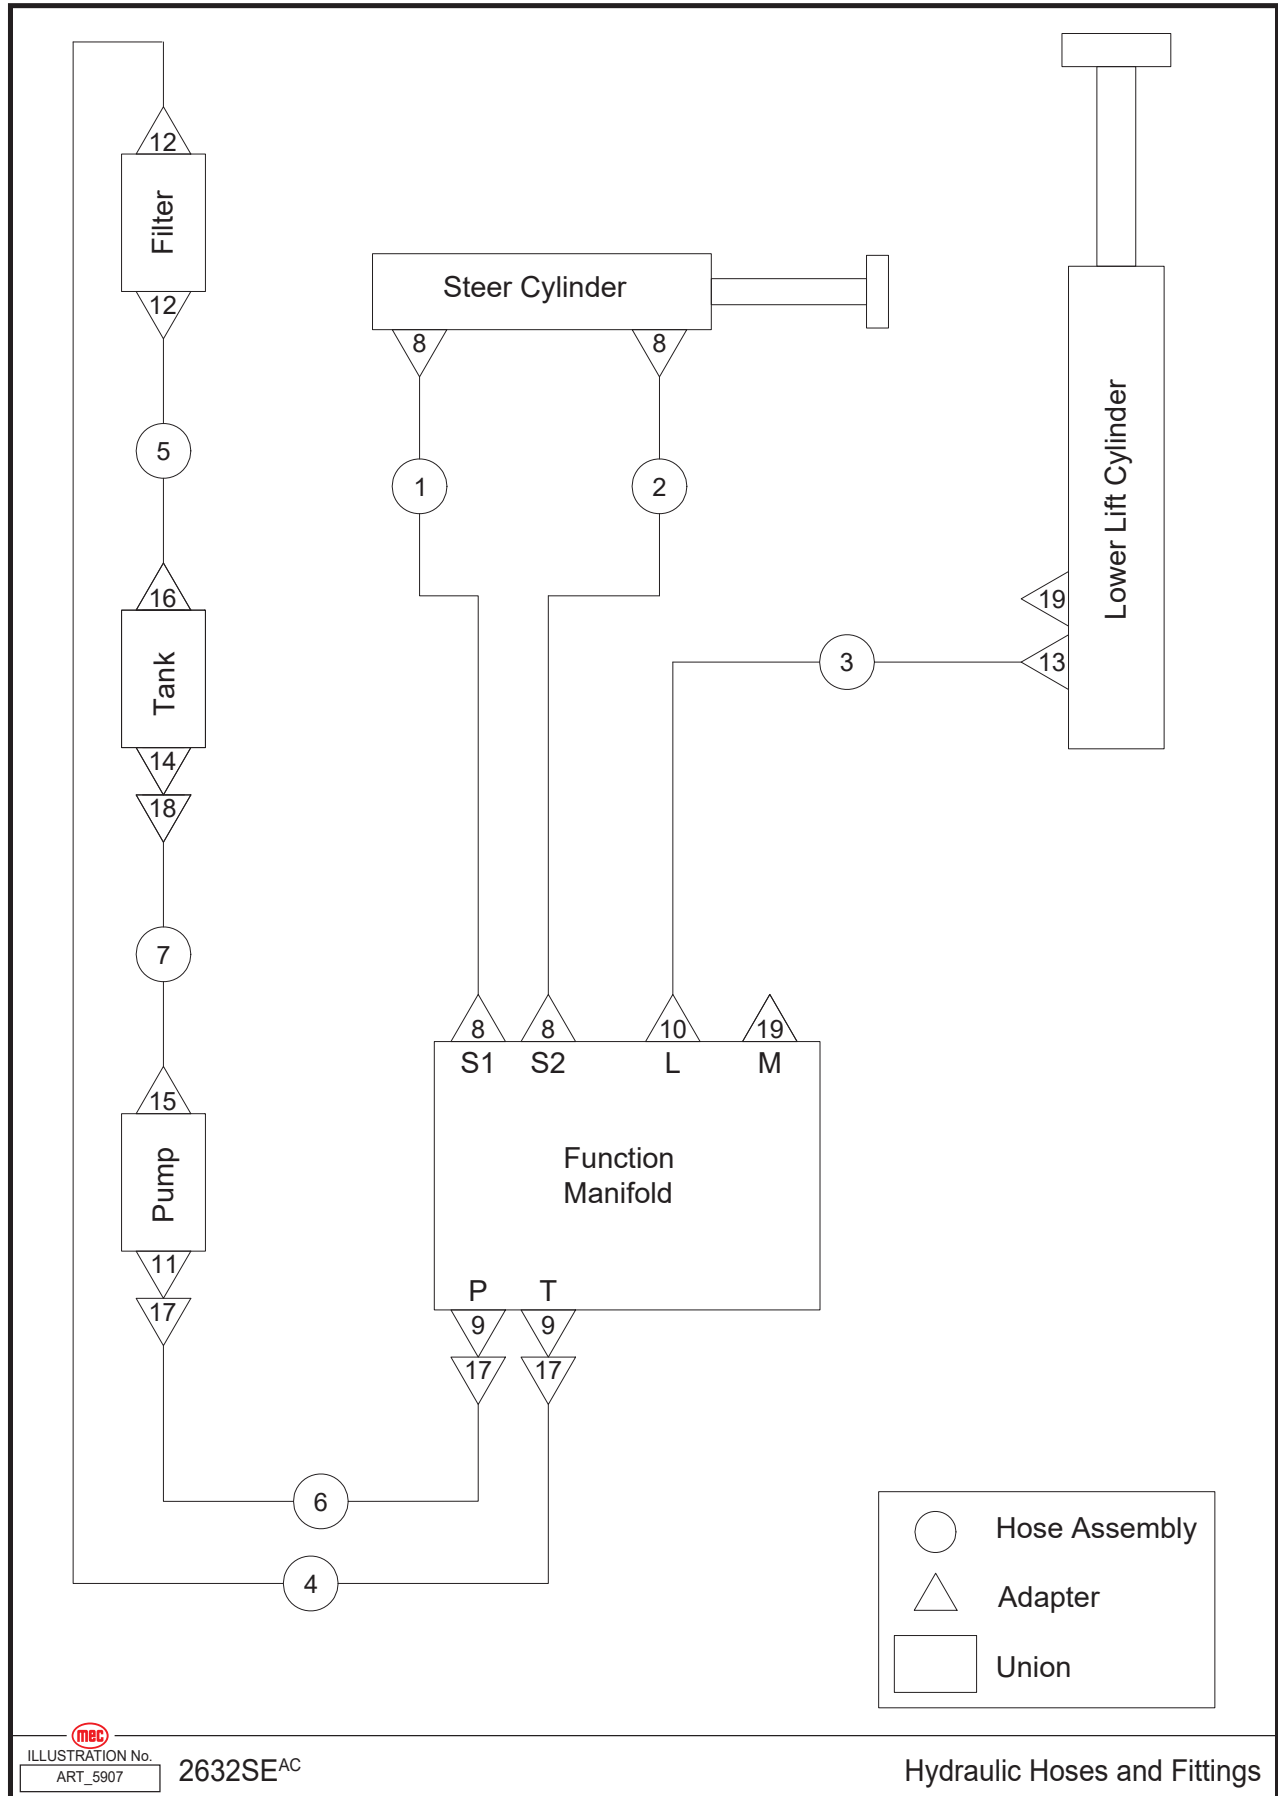 12
Filter
12
Steer Cylinder
8
8
5
1
2
Lower Lift Cylinder
16
19
Tank
3
13
14
18
7
8
8
10
19
S1
S2
L
M
15
Pump
Function
Manifold
11
P
T
17
9
9
17
17
6
4
Hose Assembly
Adapter
Union
mec
ILLUSTRATION No.
ART_5907
2632SE^AC
Hydraulic Hoses and Fittings